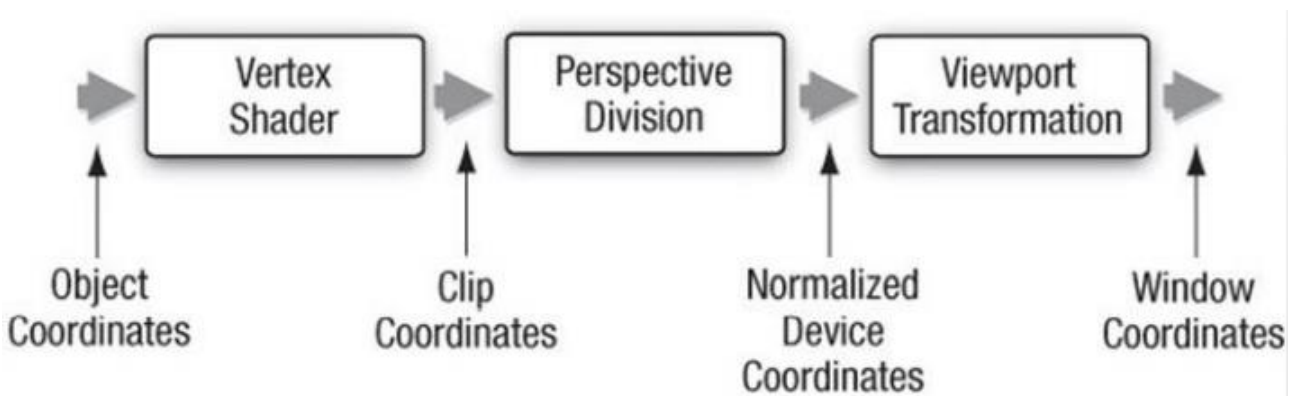 Vertex
Shader
Perspective
Division
Viewport
Transformation
Object
Coordinates
Clip
Coordinates
Normalized
Device
Coordinates
Window
Coordinates